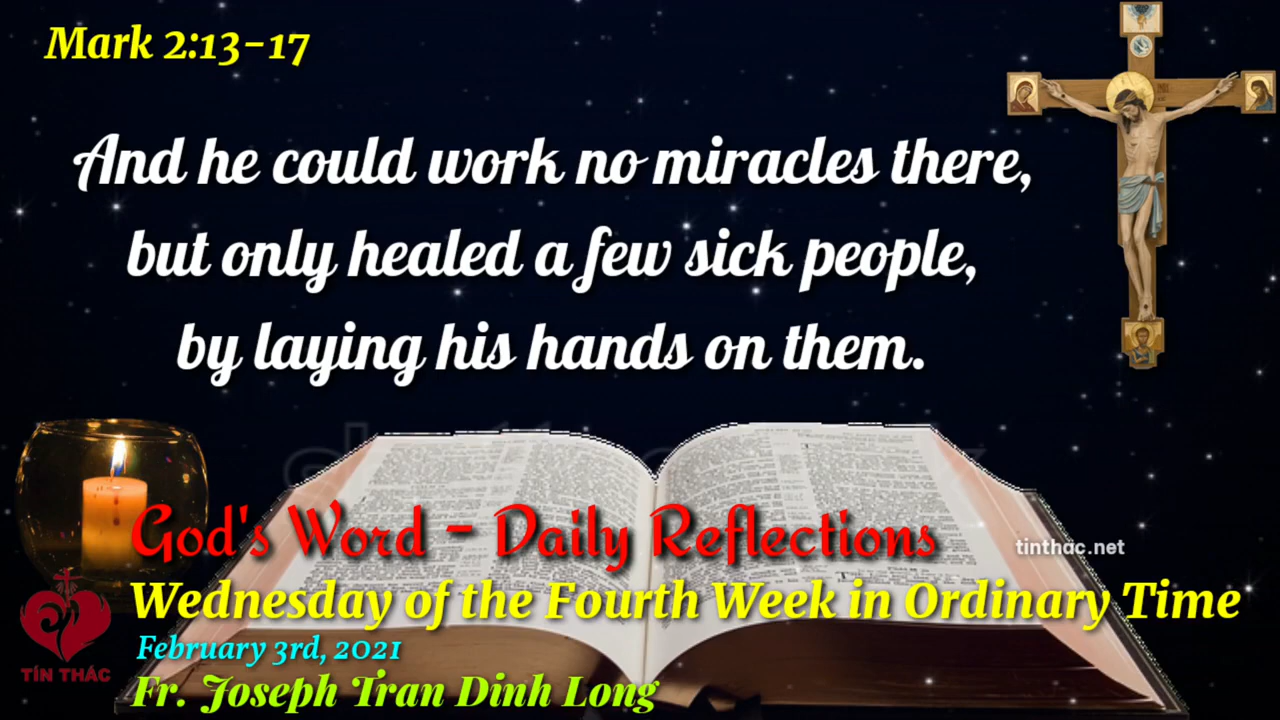 Mark 2:13-17
And he could work no miracles there,
but only healed a few sick people,
by laying his hands on them.
God's Word - Daily Reflections
tinthac.net
Wednesday of the Fourth Week in Ordinary Time
February 3rd, 2021
TÍN THÁC
Fr. Joseph Tran Dinh Long